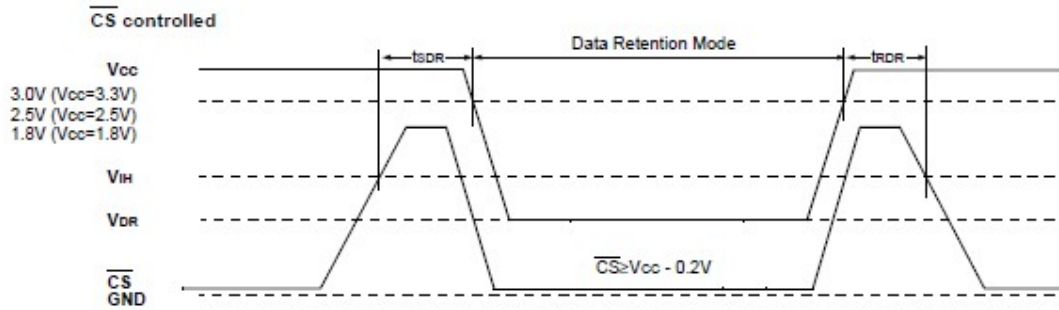 CS controlled
tSDR
Data Retention Mode
tRDR
Vcc
3.0V (Vcc=3.3V)
2.5V (Vcc=2.5V)
1.8V (Vcc=1.8V)
VIH
VDR
CS≥Vcc - 0.2V
CS
GND